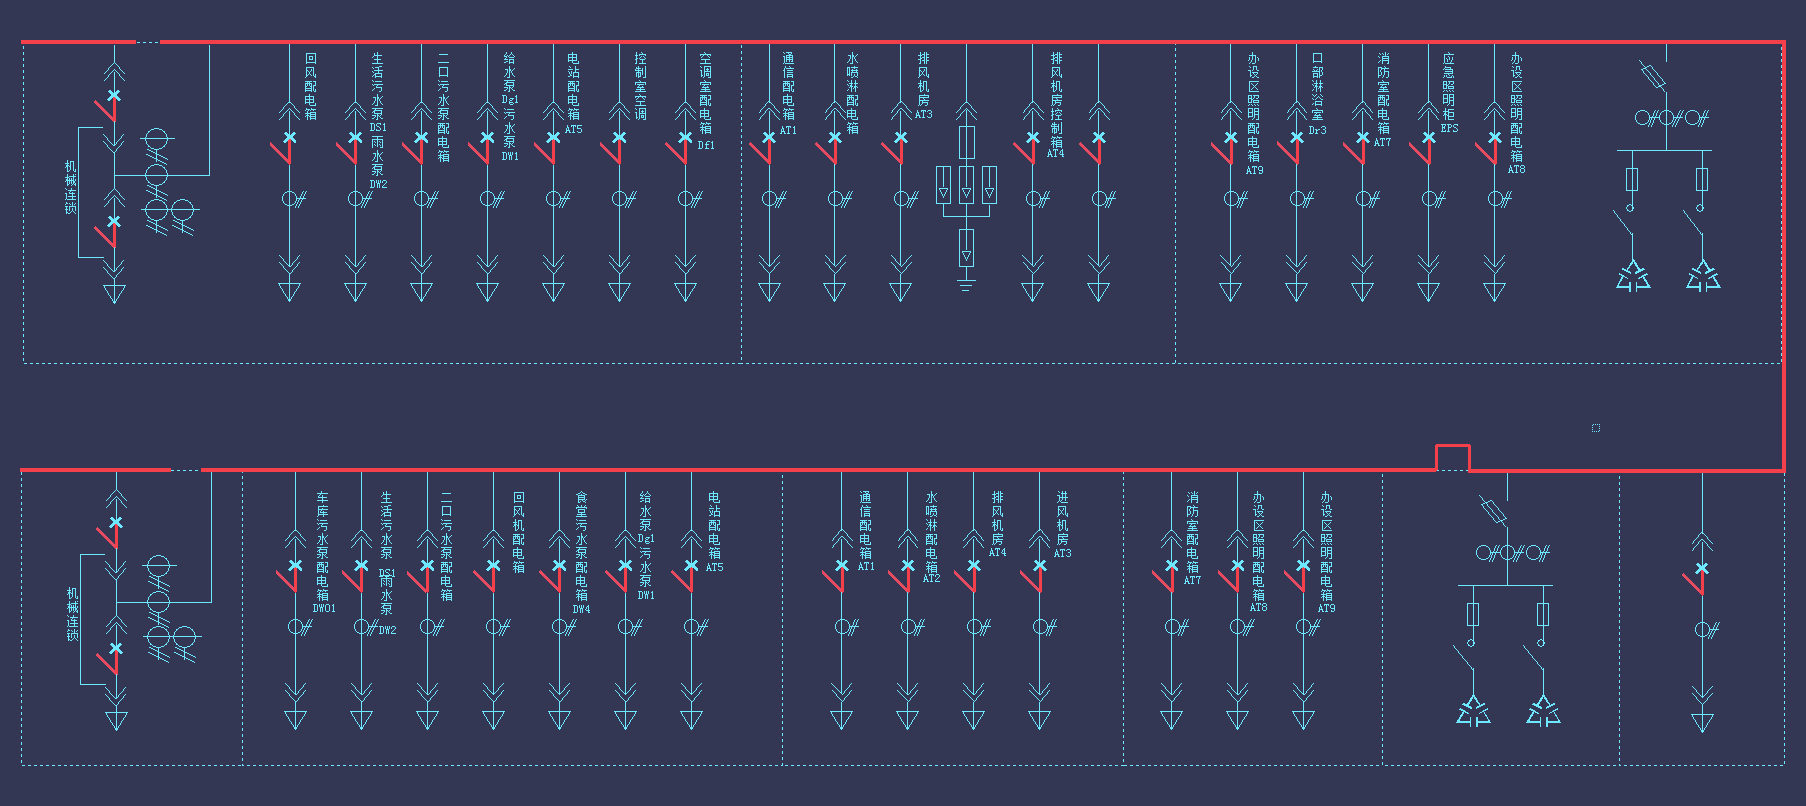 回风配电箱
生活污水泵
DS1
雨水泵
DW2
二口污水泵配电箱
给水泵
Dg1
污水泵
DW1
电站配电箱
AT5
控制室空调
空调室配电箱
Df1
通信配电箱
AT1
水喷淋配电箱
排风机房
AT3
排风机房控制箱
AT4
办设区照明配电箱
AT9
口部淋浴室
Dr3
消防室配电箱
AT7
应急照明柜
EPS
办设区照明配电箱
AT8
机械连锁
车库污水泵配电箱
DW01
生活污水泵
DS1
雨水泵
DW2
二口污水泵配电箱
回风机配电箱
食堂污水泵配电箱
DW4
给水泵
Dg1
污水泵
DW1
电站配电箱
AT5
通信配电箱
AT1
水喷淋配电箱
AT2
排风机房
AT4
进风机房
AT3
消防室配电箱
AT7
办设区照明配电箱
AT8
办设区照明配电箱
AT9
机械连锁